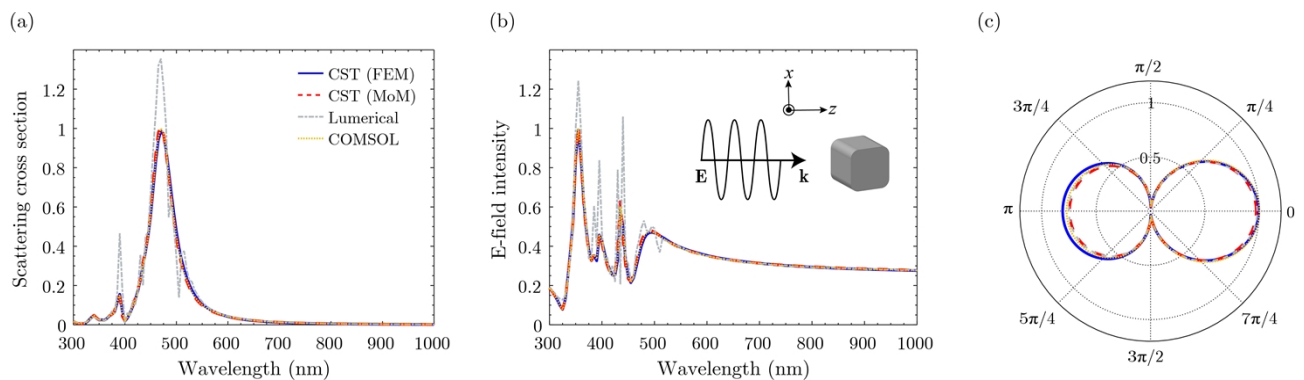 (a)
Scattering cross section
1.2
1
0.8
0.6
0.4
0.2
0
300 400 500 600 700 800 900 1000
Wavelength (nm)
CST (FEM)
CST (MoM)
Lumerical
COMSOL
(b)
E-field intensity
1.2
1
0.8
0.6
0.4
0.2
0
300 400 500 600 700 800 900 1000
Wavelength (nm)
x
z
E
k
(c)
π/2
3π/4
π/4
1
0.5
π
0
5π/4
7π/4
3π/2